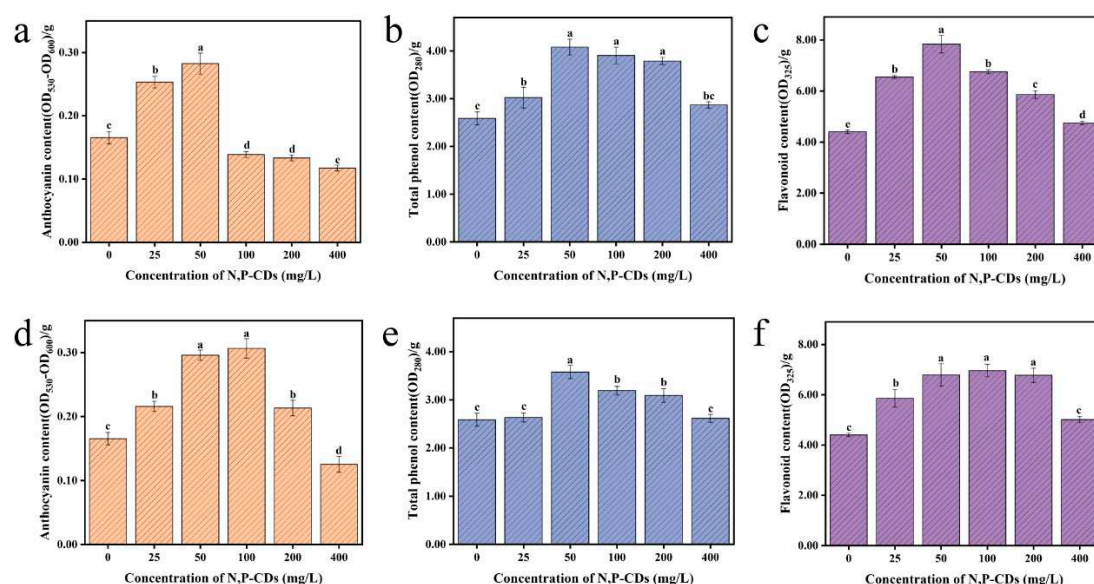 a
Anthocyanin content(OD530-OD600)/g
0.30
0.20
0.10
0.00
c
b
a
d
d
e
0
25
50
100
200
400
Concentration of N,P-CDs (mg/L)
b
Total phenol content(OD280)/g
4.00
3.00
2.00
1.00
0.00
c
b
a
a
a
bc
0
25
50
100
200
400
Concentration of N,P-CDs (mg/L)
c
Flavonoid content(OD325)/g
8.00
6.00
4.00
2.00
0.00
c
b
a
b
c
d
0
25
50
100
200
400
Concentration of N,P-CDs (mg/L)
d
Anthocyanin content(OD530-OD600)/g
0.30
0.20
0.10
0.00
c
b
a
a
b
d
0
25
50
100
200
400
Concentration of N,P-CDs (mg/L)
e
Total phenol content(OD280)/g
4.00
3.00
2.00
1.00
0.00
c
c
a
b
b
c
0
25
50
100
200
400
Concentration of N,P-CDs (mg/L)
f
Flavonoid content(OD325)/g
8.00
6.00
4.00
2.00
0.00
c
b
a
a
a
c
0
25
50
100
200
400
Concentration of N,P-CDs (mg/L)